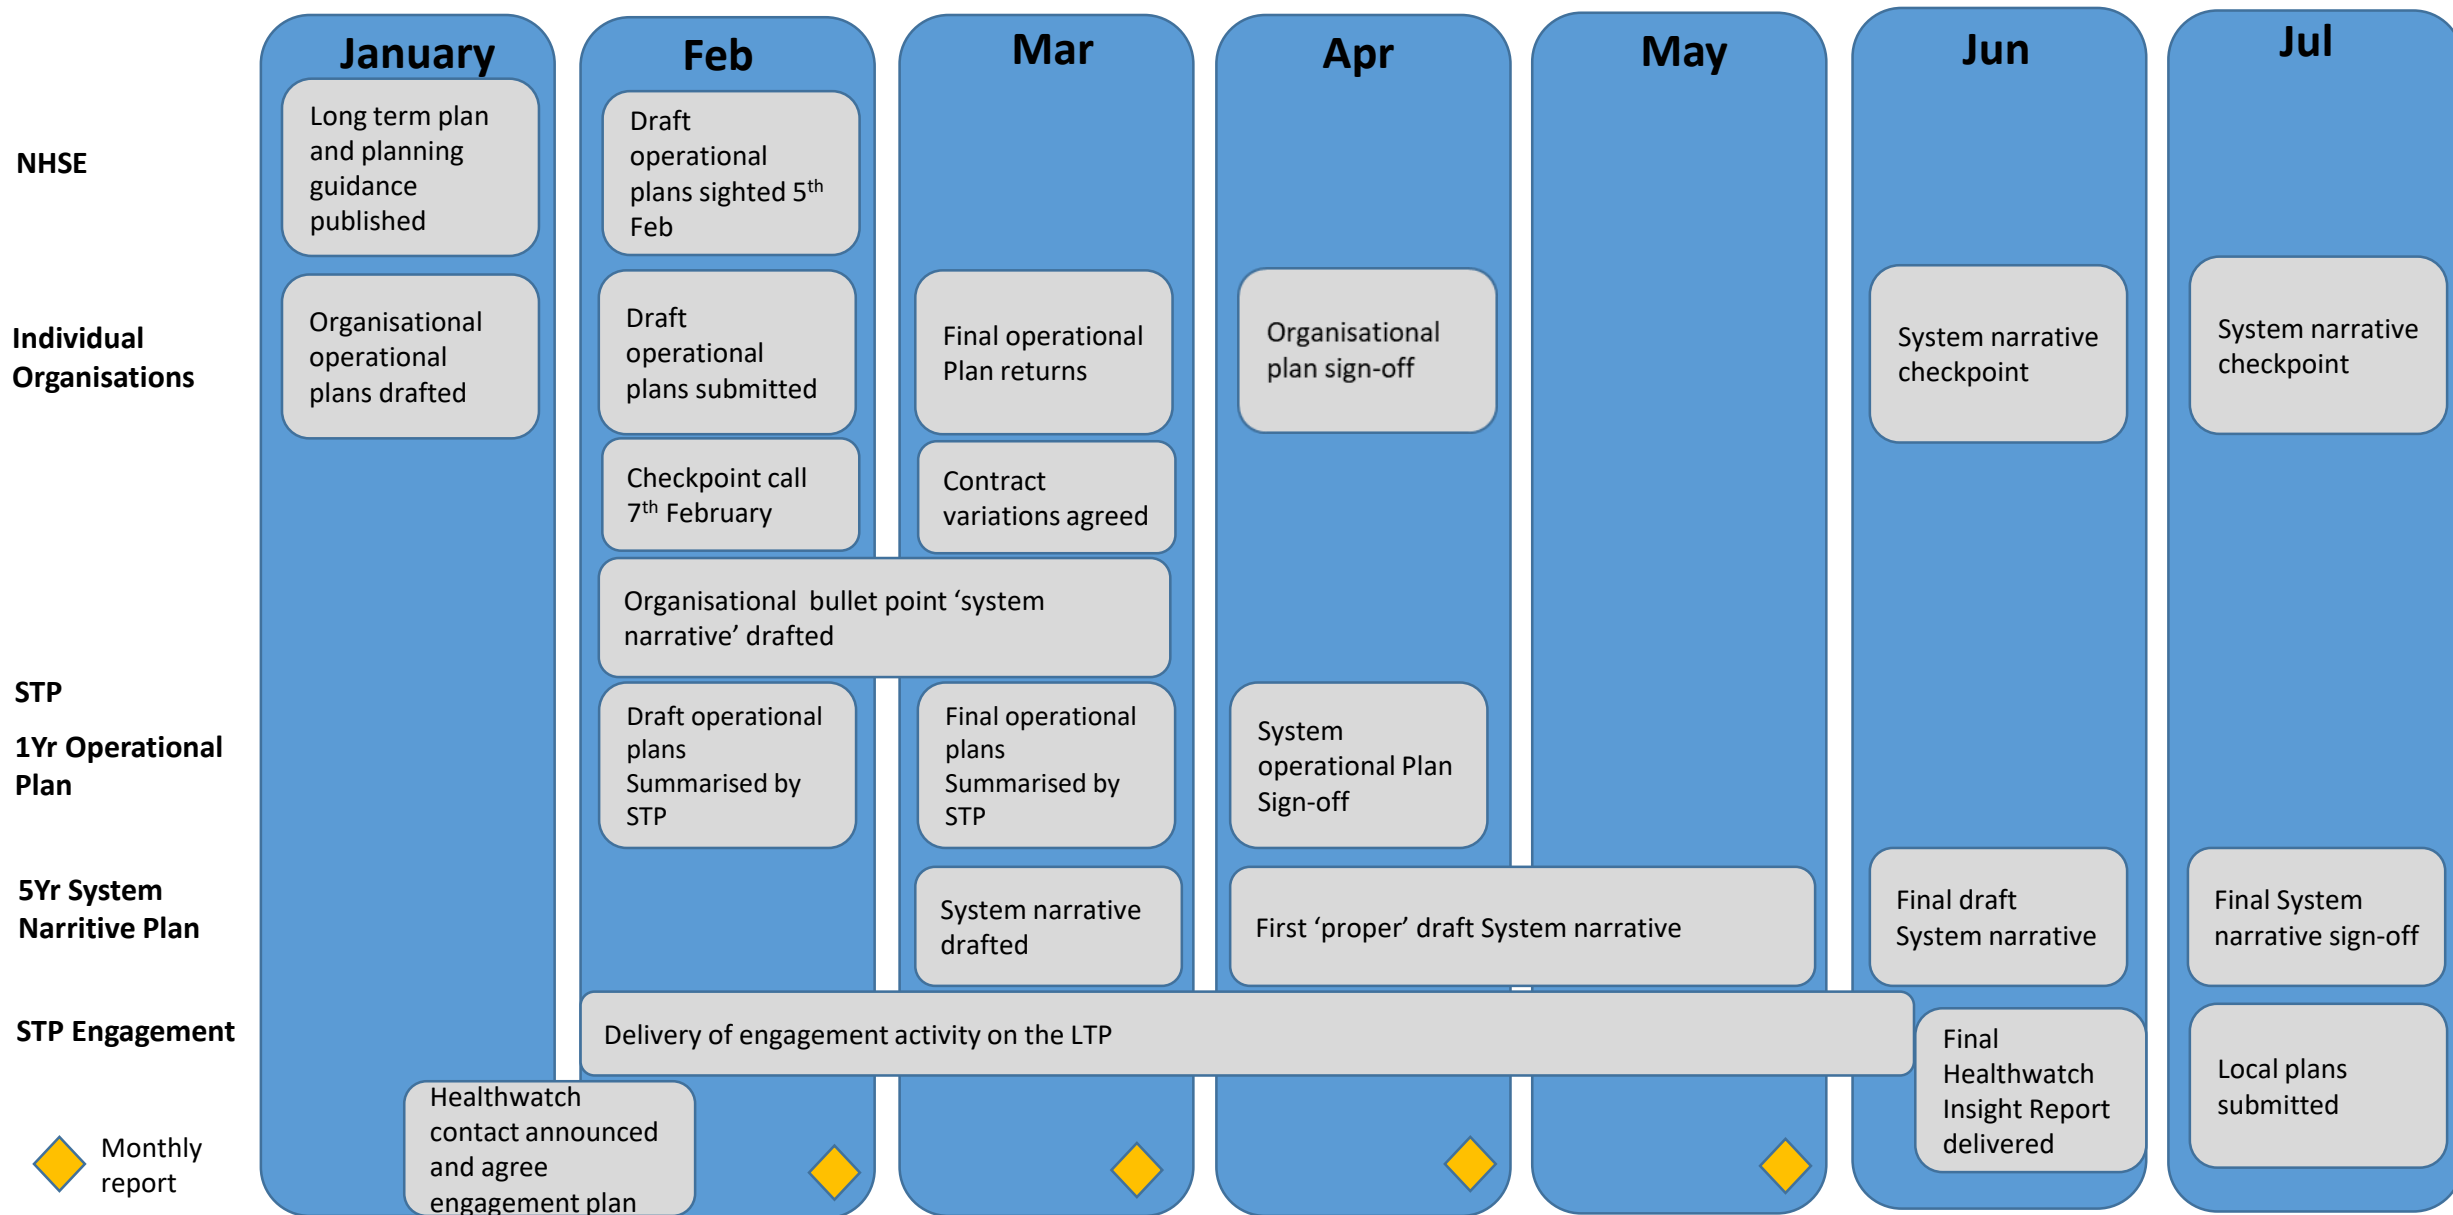 January
Feb
Mar
Apr
May
Jun
Jul
NHSE
Long term plan
and planning
guidance
published
Draft
operational
plans sighted 5th
Feb
Individual
Organisations
Organisational
operational
plans drafted
Draft
operational
plans submitted
Final operational
Plan returns
Organisational
plan sign-off
System narrative
checkpoint
System narrative
checkpoint
Checkpoint call
7th February
Contract
variations agreed
Organisational bullet point ‘system
narrative’ drafted
STP
1Yr Operational
Plan
Draft operational
plans
Summarised by
STP
Final operational
plans
Summarised by
STP
System
operational Plan
Sign-off
5Yr System
Narritive Plan
System narrative
drafted
First ‘proper’ draft System narrative
Final draft
System narrative
Final System
narrative sign-off
STP Engagement
Delivery of engagement activity on the LTP
Final
Healthwatch
Insight Report
delivered
Local plans
submitted
Healthwatch
contact announced
and agree
engagement plan
Monthly
report